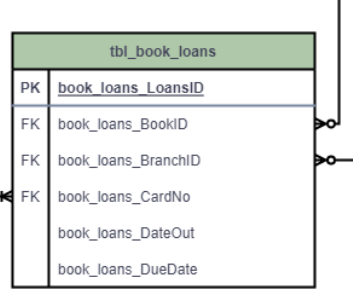 tbl_book_loans
PK book_loans_LoansID
FK book_loans_BookID
FK book_loans_BranchID
FK book_loans_CardNo
book_loans_DateOut
book_loans_DueDate